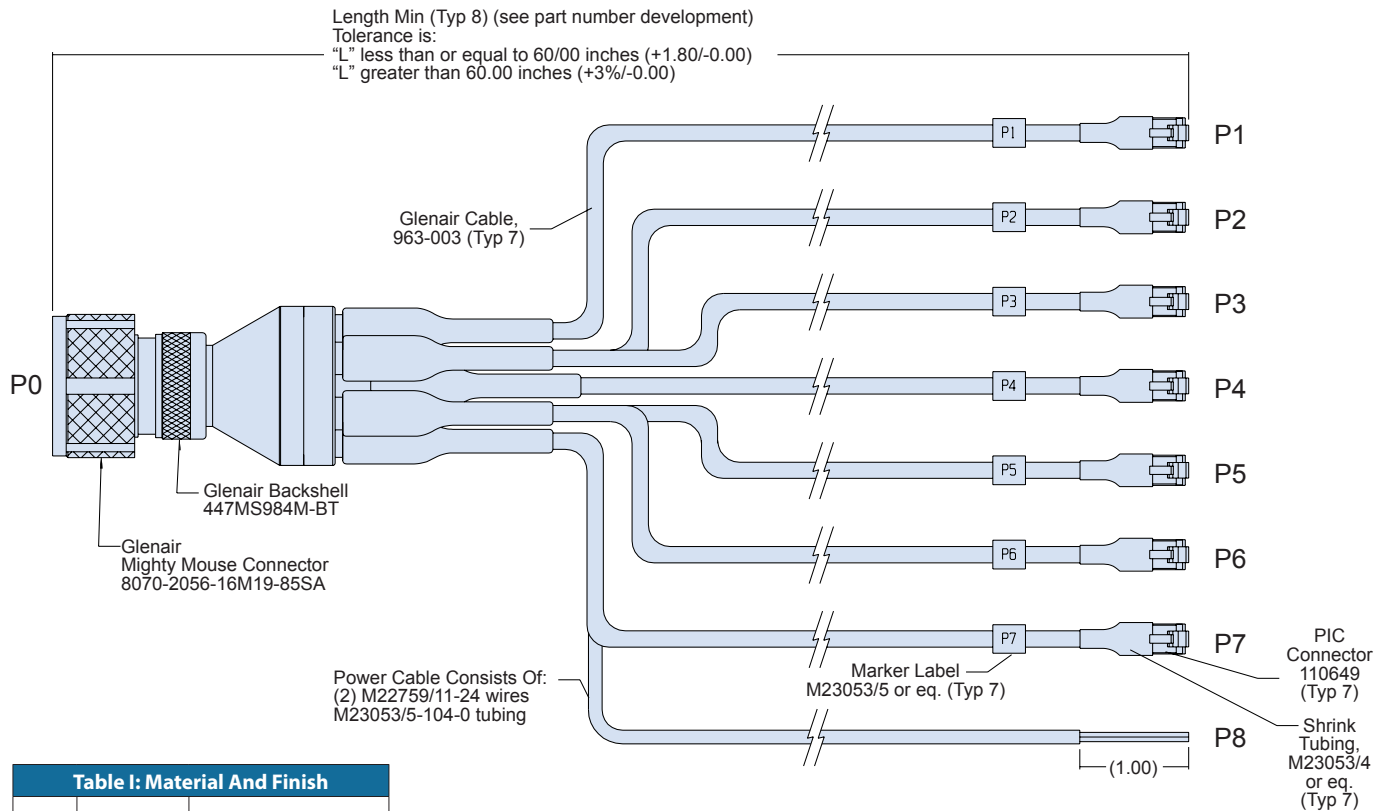 Length Min (Typ 8) (see part number development)
Tolerance is:
“L” less than or equal to 60/00 inches (+1.80/-0.00)
“L” greater than 60.00 inches (+3%/-0.00)
P1
P1
Glenair Cable,
963-003 (Typ 7)
P2
P2
P3
P3
P0
P4
P4
P5
P5
Glenair Backshell
447MS984M-BT
Glenair
Mighty Mouse Connector
8070-2056-16M19-85SA
P6
P6
P7
P7
PIC
Connector
110649
(Typ 7)
Marker Label
M23053/5 or eq. (Typ 7)
Power Cable Consists Of:
(2) M22759/11-24 wires
M23053/5-104-0 tubing
P8
Shrink
Tubing,
M23053/4
or eq.
(Typ 7)
(1.00)
Table I: Material And Finish